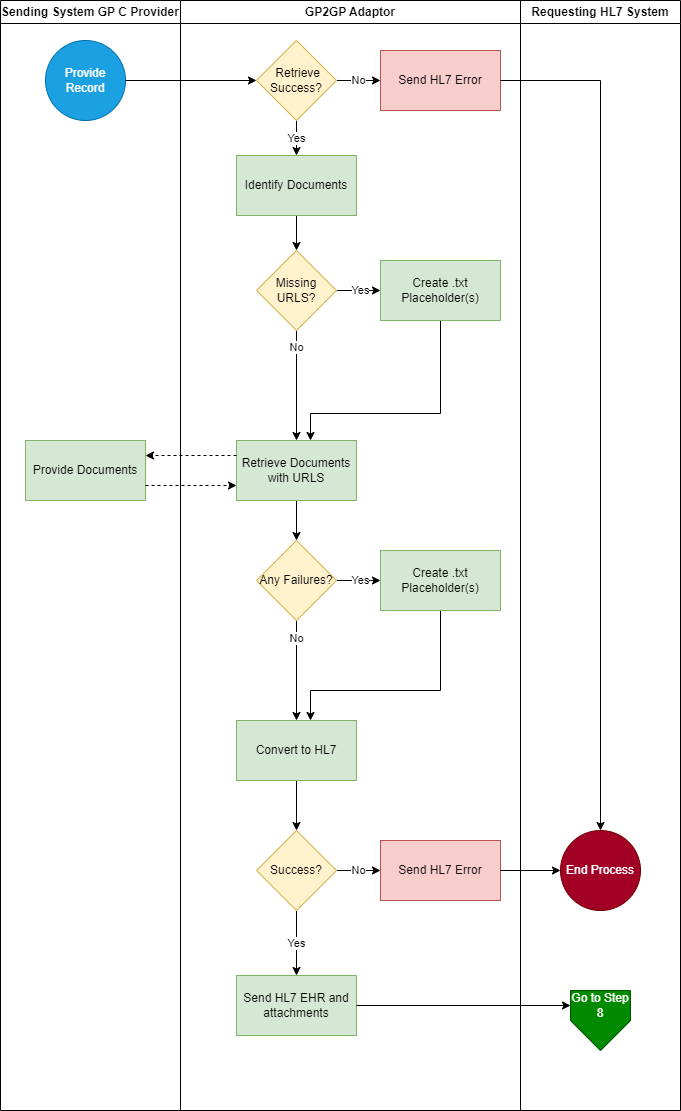 Sending System GP C Provider
GP2GP Adaptor
Requesting HL7 System
Provide
Record
Retrieve
Success?
No
Send HL7 Error
Yes
Identify Documents
Missing
URLS?
Yes
Create .txt
Placeholder(s)
No
Provide Documents
Retrieve Documents
with URLS
Any Failures?
Yes
Create .txt
Placeholder(s)
No
Convert to HL7
Success?
No
Send HL7 Error
End Process
Yes
Send HL7 EHR and
attachments
Go to Step
8